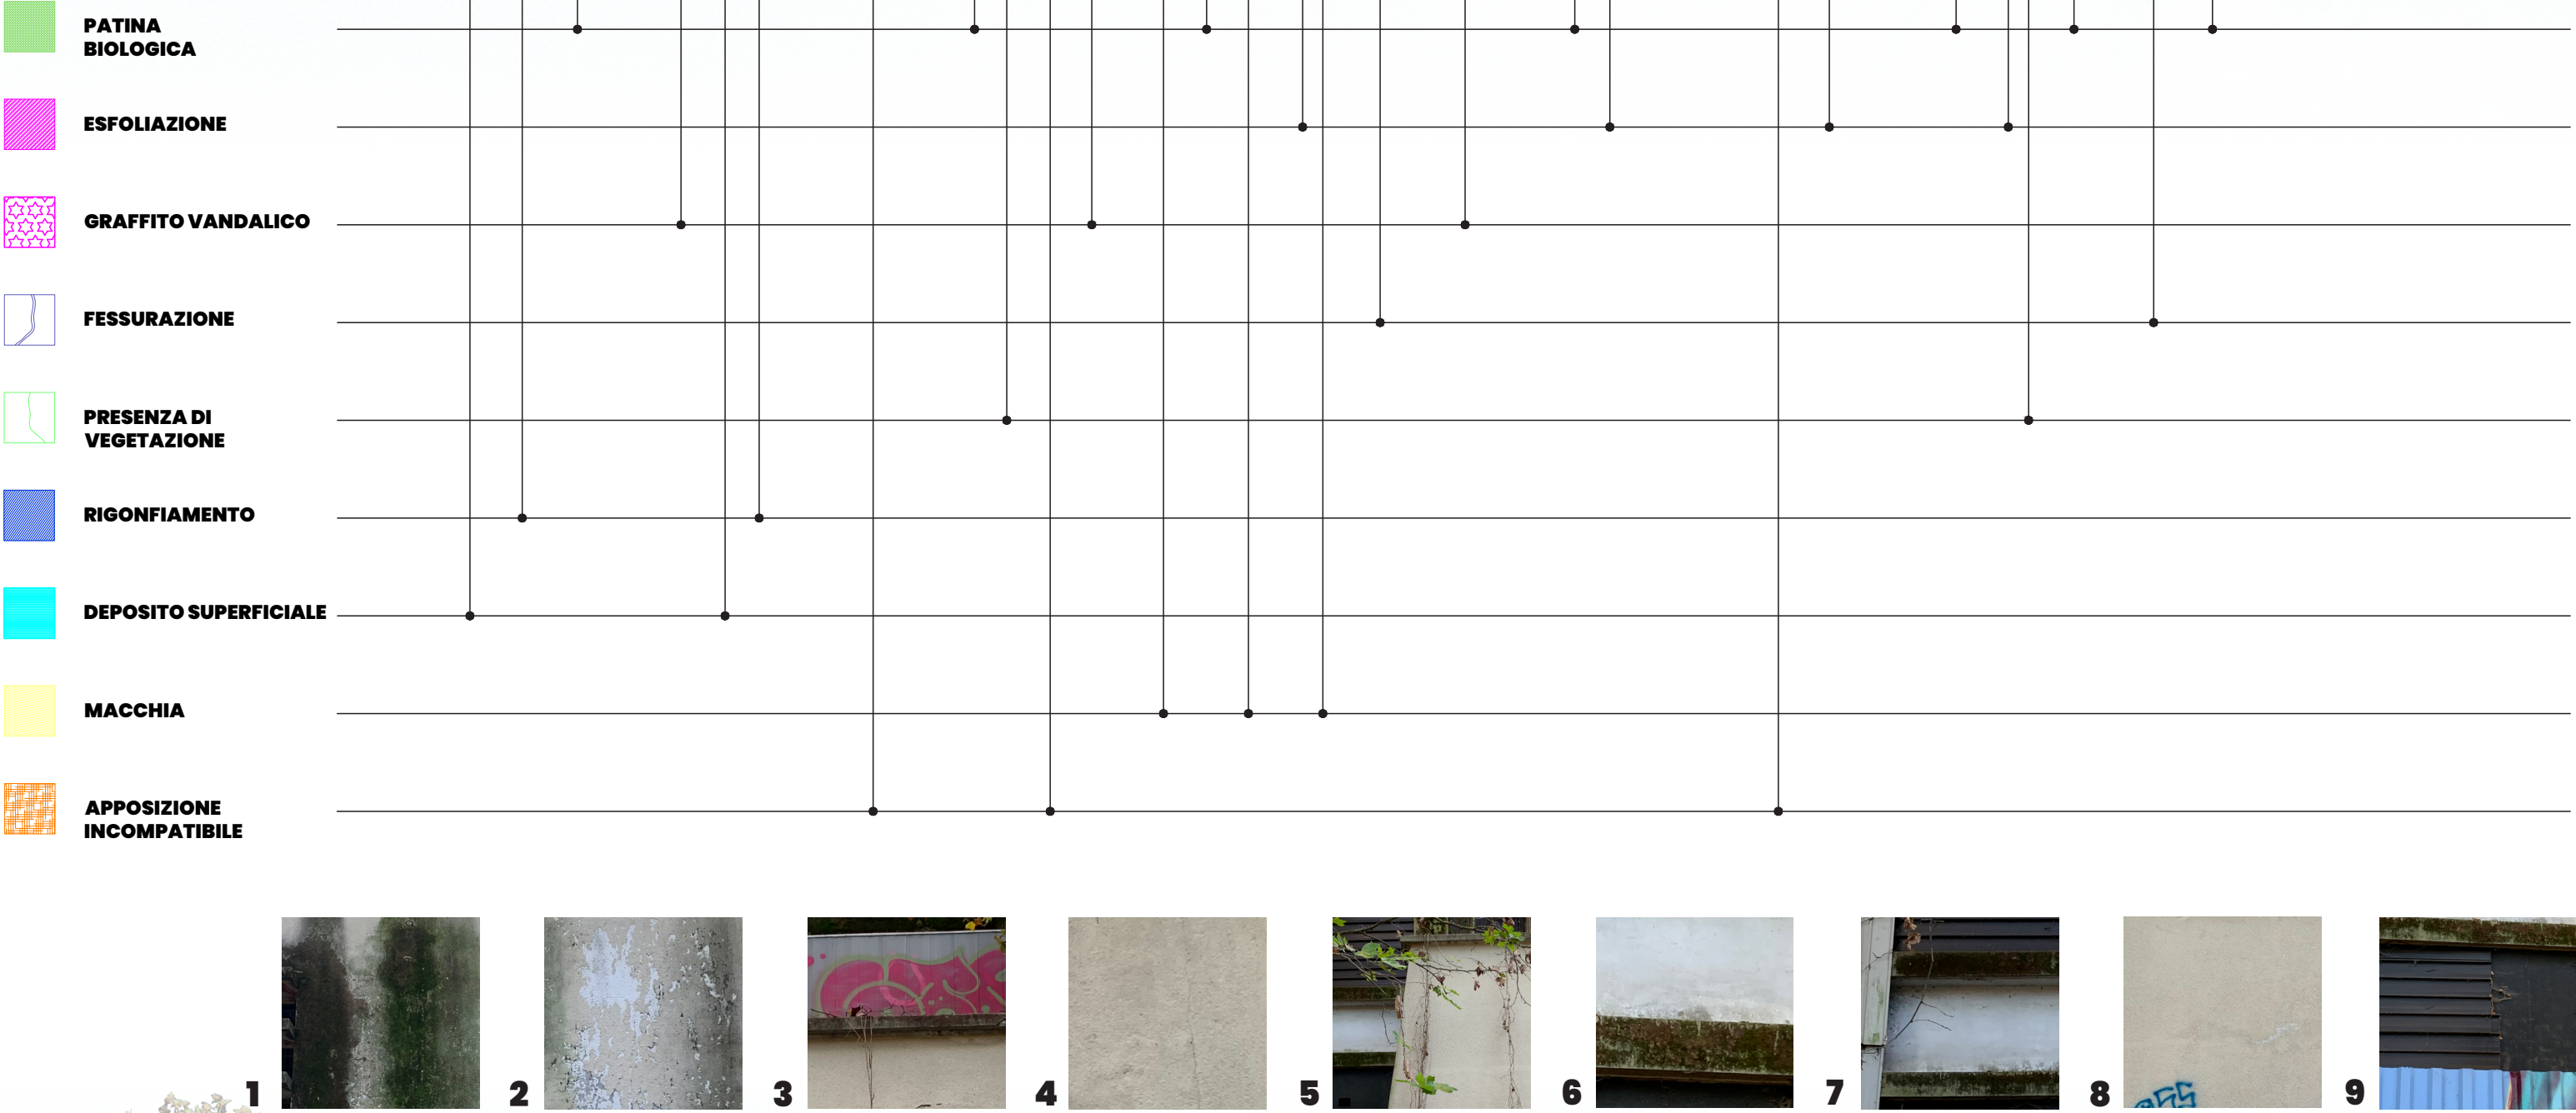 PATINA
BIOLOGICA
ESFOLIAZIONE
GRAFFITO VANDALICO
FESSURAZIONE
PRESENZA DI
VEGETAZIONE
RIGONFIAMENTO
DEPOSITO SUPERFICIALE
MACCHIA
APPOSIZIONE
INCOMPATIBILE
1
2
3
4
5
6
7
8
9